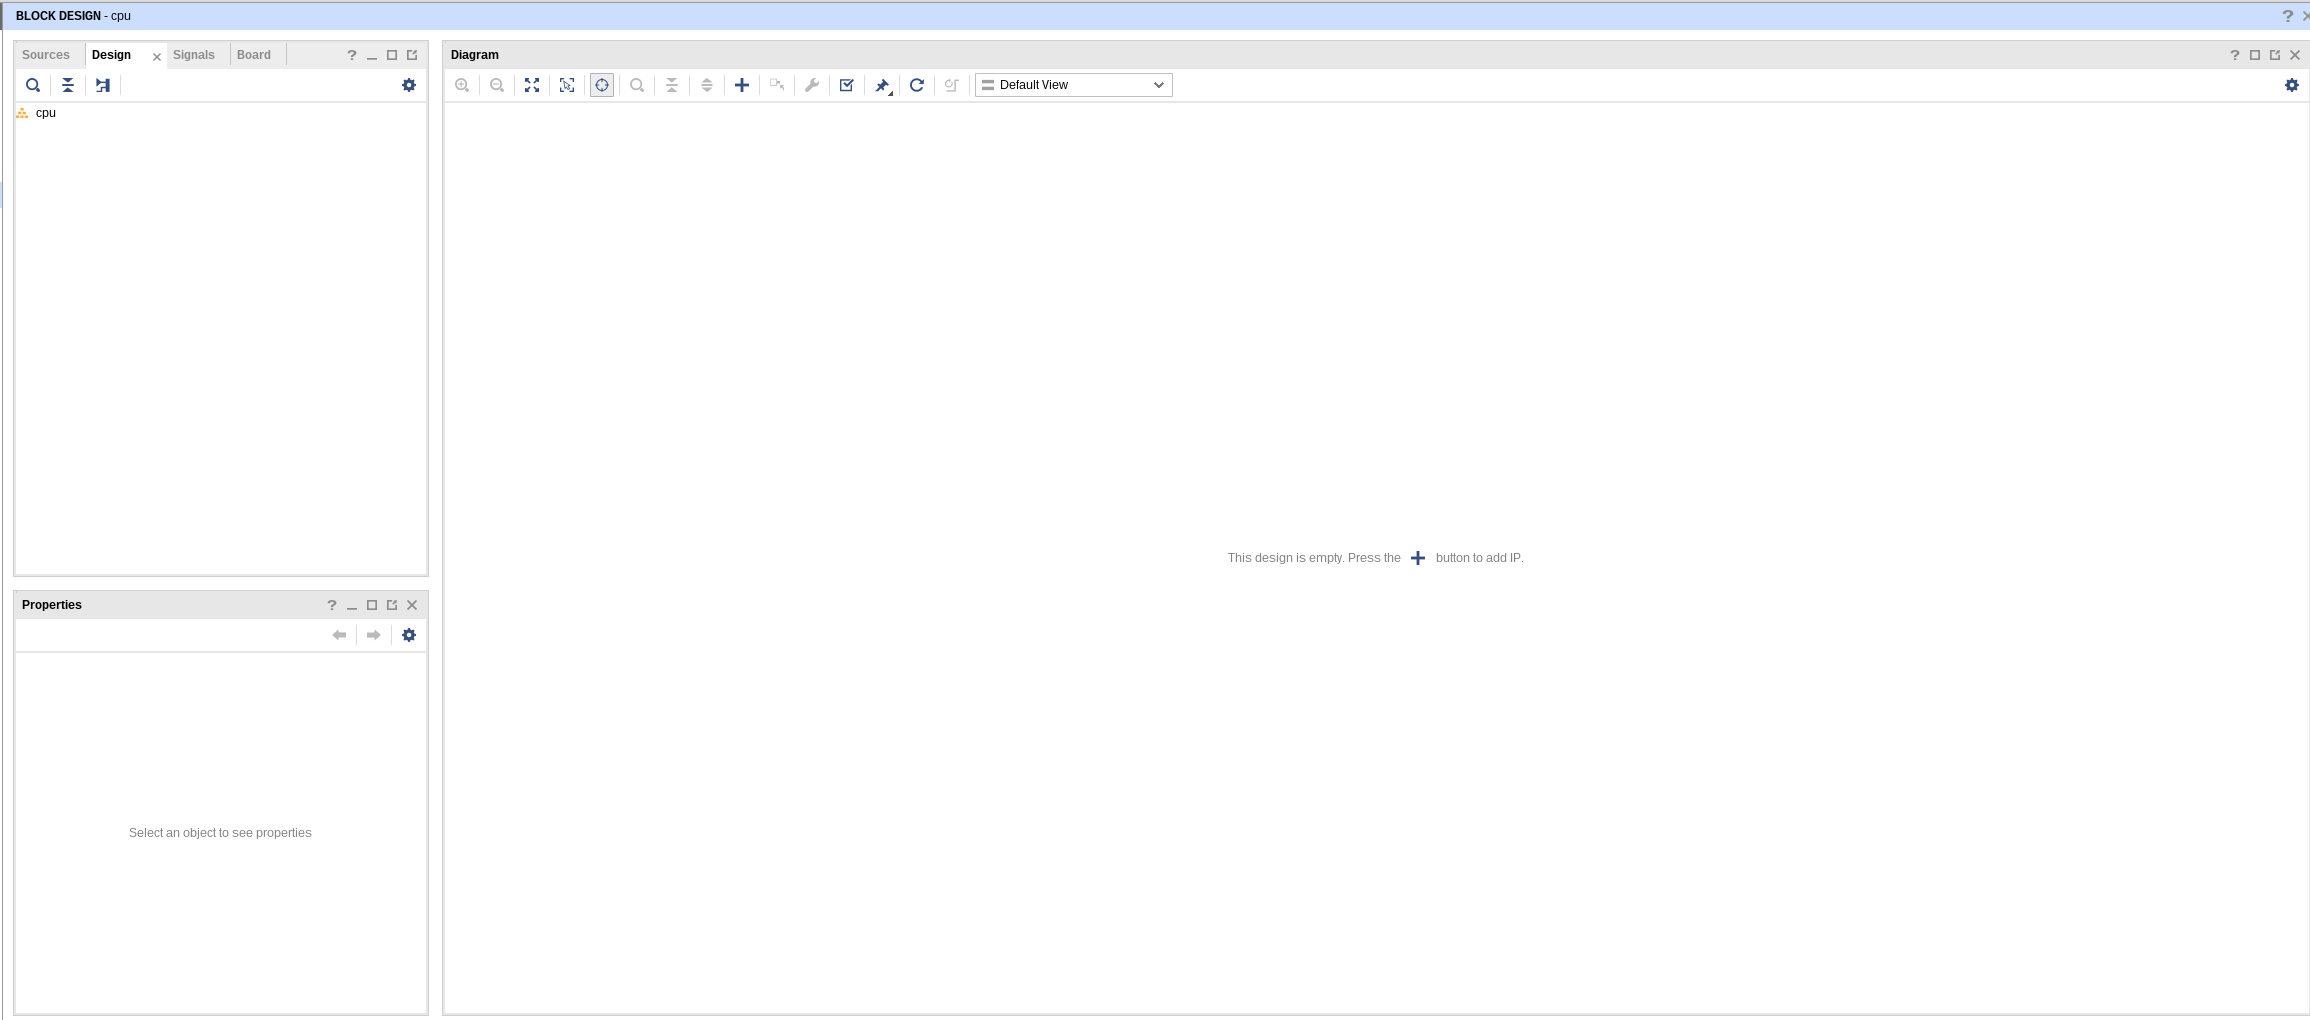 BLOCK DESIGN - cpu
Sources Design Signals Board
cpu
Properties
Select an object to see properties
Diagram
Default View
This design is empty. Press the + button to add IP.